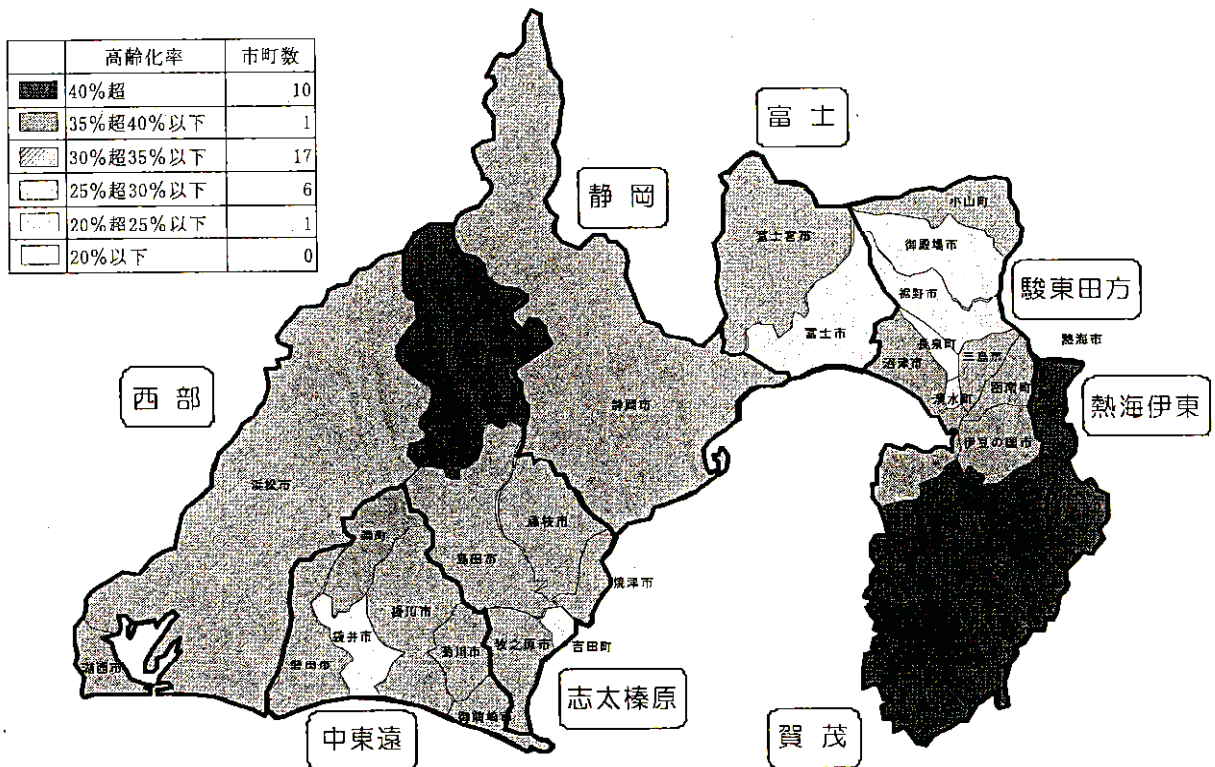 高齢化率 市町数
40%超 10
35%超40%以下 1
30%超35%以下 17
25%超30%以下 6
20%超25%以下 1
20%以下 0
富士
静岡
小山町
富士宮市
御殿場市
駿東田方
裾野市
富士市
長泉町
熱海市
三島市
沼津市
函南町
西部
清水町
熱海伊東
静岡市
伊豆の国市
浜松市
藤枝市
森町
島田市
焼津市
掛川市
袋井市
菊川市
牧之原市
吉田町
湖西市
磐田市
志太榛原
御前崎市
中東遠
賀茂